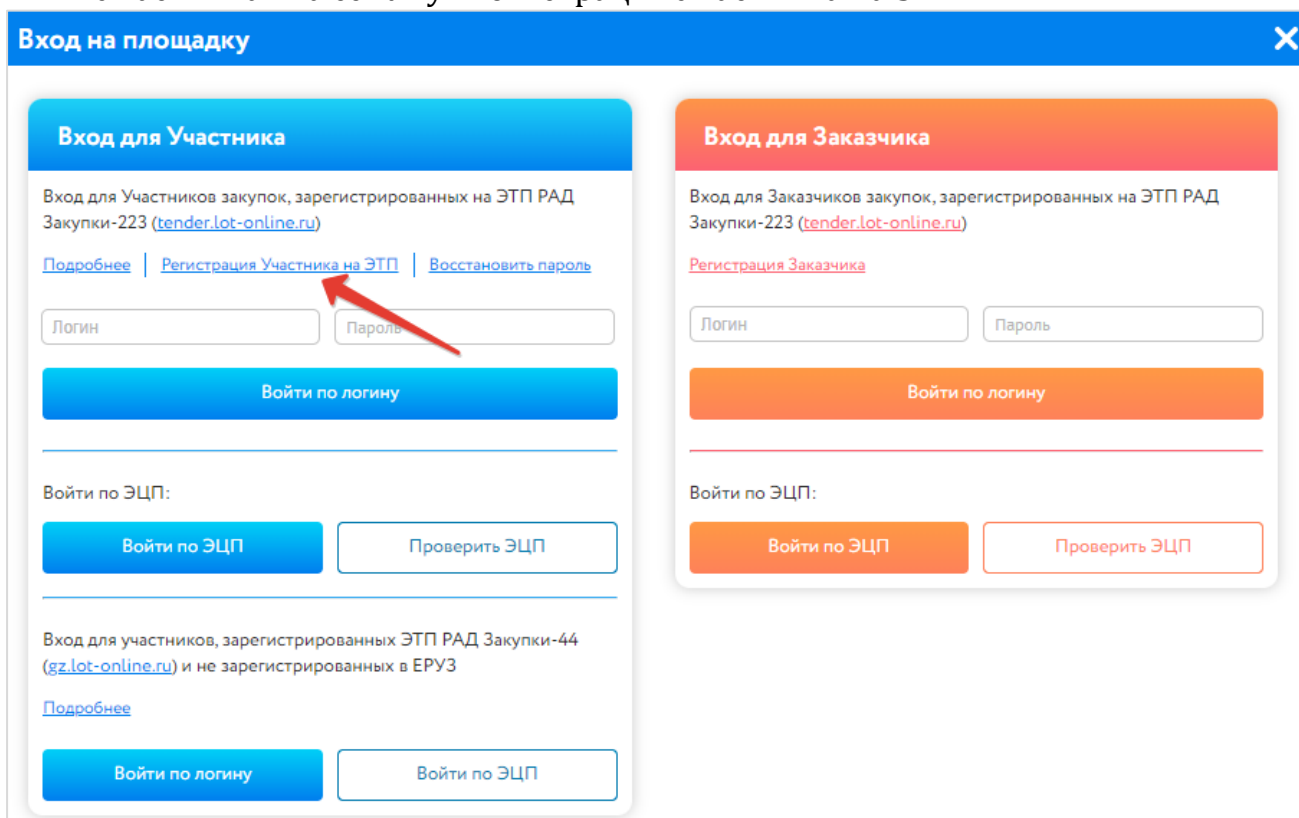 Вход на площадку
Вход для Участника
Вход для Участников закупок, зарегистрированных на ЭТП РАД
Закупки-223 (tender.lot-online.ru)
Подробнее Регистрация Участника на ЭТП Восстановить пароль
Логин Пароль
Войти по логину
Войти по ЭЦП:
Войти по ЭЦП Проверить ЭЦП
Вход для участников, зарегистрированных ЭТП РАД Закупки-44
(gz.lot-online.ru) и не зарегистрированных в ЕРУЗ
Подробнее
Войти по логину Войти по ЭЦП
Вход для Заказчика
Вход для Заказчиков закупок, зарегистрированных на ЭТП РАД
Закупки-223 (tender.lot-online.ru)
Регистрация Заказчика
Логин Пароль
Войти по логину
Войти по ЭЦП:
Войти по ЭЦП Проверить ЭЦП